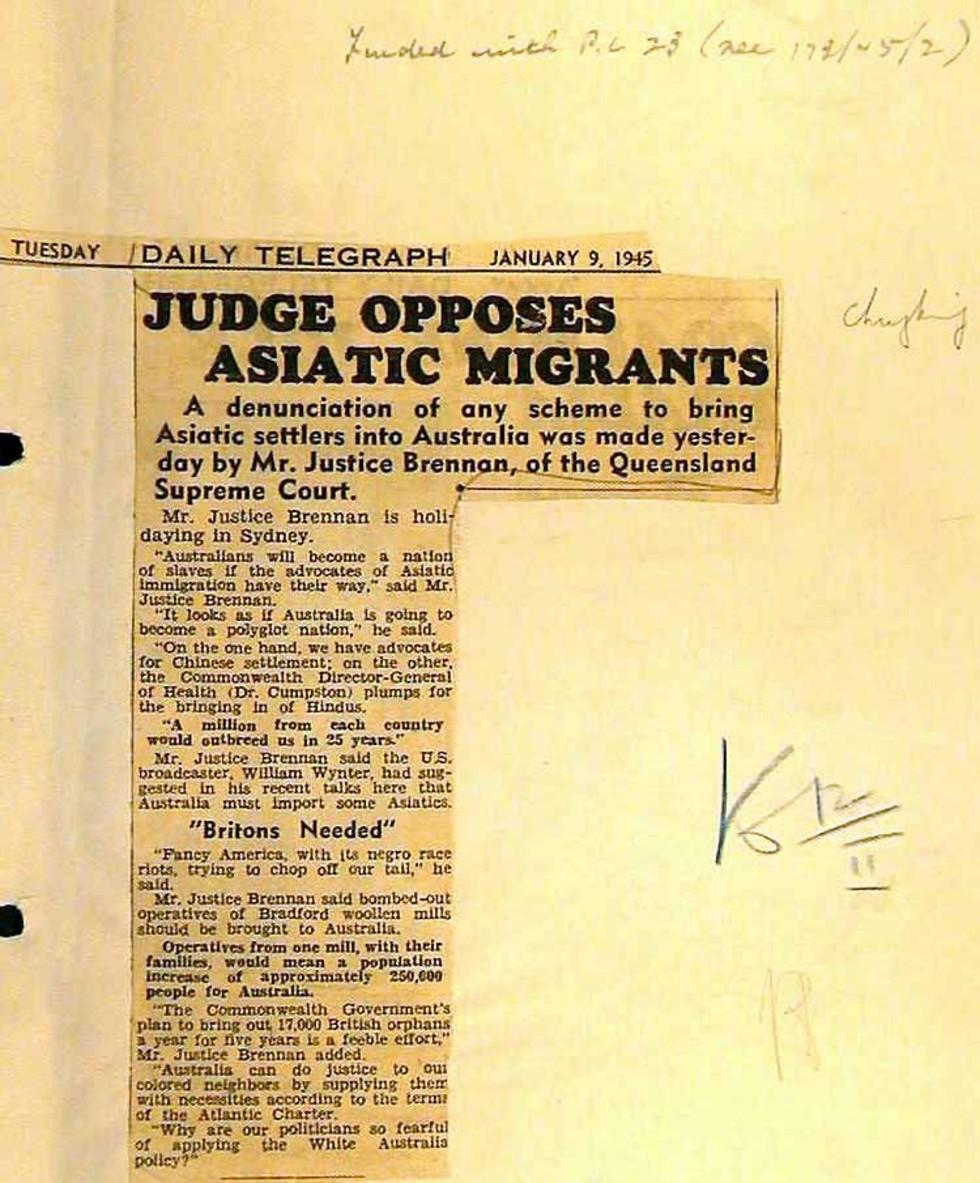 Funded with P.C 23 (see 173/45/2)
TUESDAY DAILY TELEGRAPH JANUARY 9, 1945
JUDGE OPPOSES
ASIATIC MIGRANTS
A denunciation of any scheme to bring
Asiatic settlers into Australia was made yester-
day by Mr. Justice Brennan, of the Queensland
Supreme Court.
Mr. Justice Brennan is holi-
daying in Sydney.
"Australians will become a nation
of slaves if the advocates of Asiatic
immigration have their way," said Mr.
Justice Brennan.
"It looks as if Australia is going to
become a polyglot nation," he said.
"On the one hand, we have advocates
for Chinese settlement; on the other,
the Commonwealth Director-General
of Health (Dr. Cumpston) plumps for
the bringing in of Hindus.
"A million from each country
would outbreed us in 25 years."
Mr. Justice Brennan said the U.S.
broadcaster, William Wynter, had sug-
gested in his recent talks here that
Australia must import some Asiatics.
"Britons Needed"
"Fancy America, with its negro race
riots, trying to chop off our tail," he
said.
Mr. Justice Brennan said bombed-out
operatives of Bradford woollen mills
should be brought to Australia.
Operatives from one mill, with their
families, would mean a population
increase of approximately 250,000
people for Australia.
"The Commonwealth Government's
plan to bring out 17,000 British orphans
a year for five years is a feeble effort,"
Mr. Justice Brennan added.
"Australia can do justice to our
colored neighbors by supplying them
with necessities according to the terms
of the Atlantic Charter.
"Why are our politicians so fearful
of applying the White Australia
policy?"